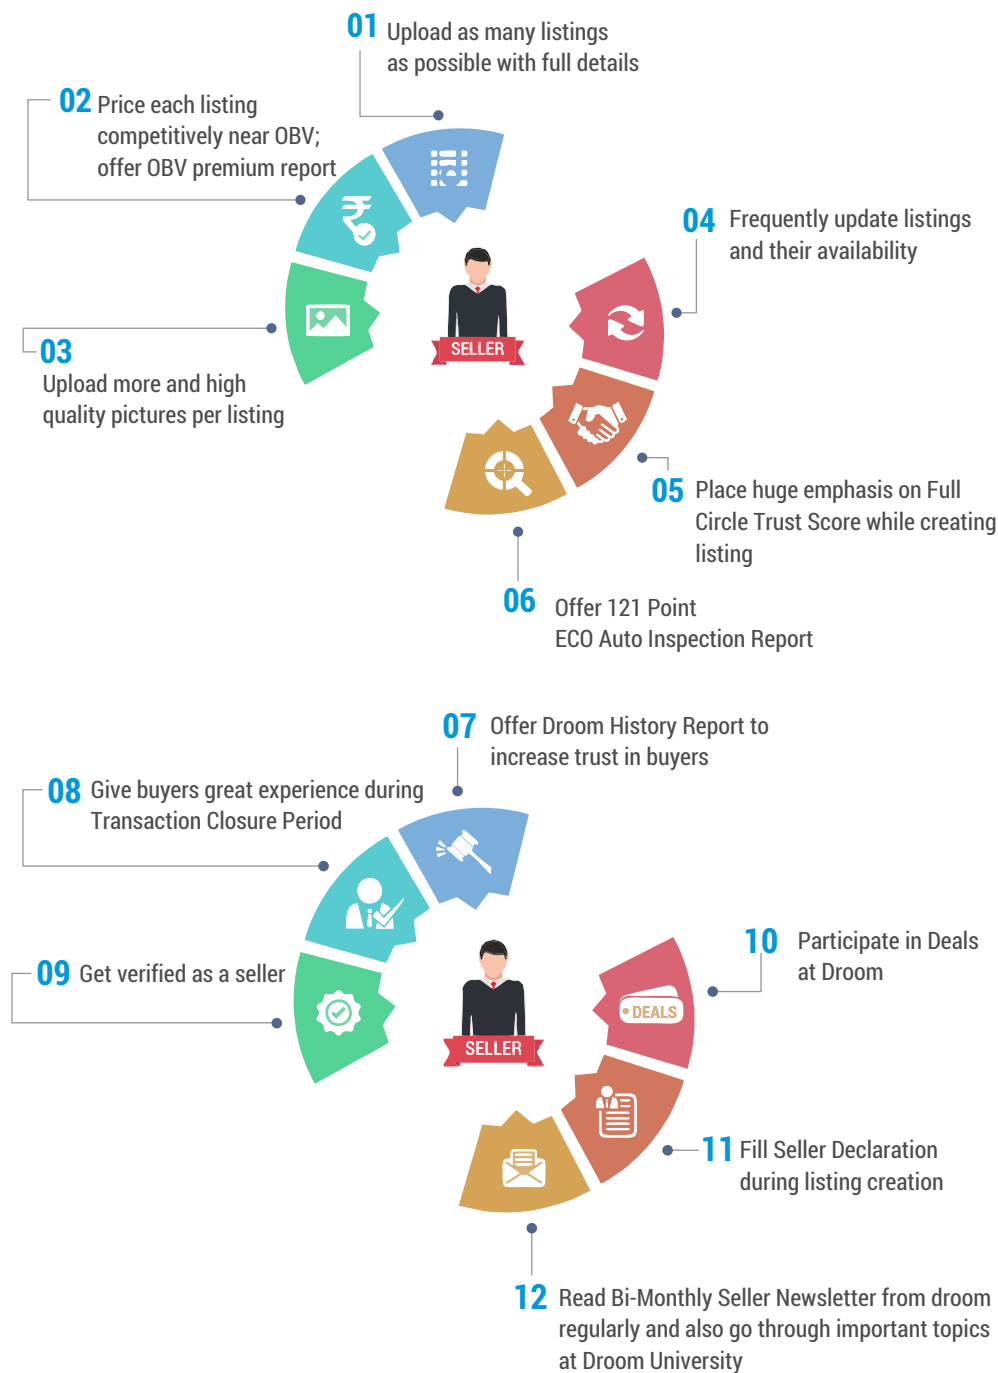 01 Upload as many listings
as possible with full details
02 Price each listing
competitively near OBV;
offer OBV premium report
03
Upload more and high
quality pictures per listing
SELLER
04 Frequently update listings
and their availability
05 Place huge emphasis on Full
Circle Trust Score while creating
listing
06 Offer 121 Point
ECO Auto Inspection Report
07 Offer Droom History Report to
increase trust in buyers
08 Give buyers great experience during
Transaction Closure Period
09 Get verified as a seller
SELLER
10 Participate in Deals
at Droom
DEALS
11 Fill Seller Declaration
during listing creation
12 Read Bi-Monthly Seller Newsletter from droom
regularly and also go through important topics
at Droom University